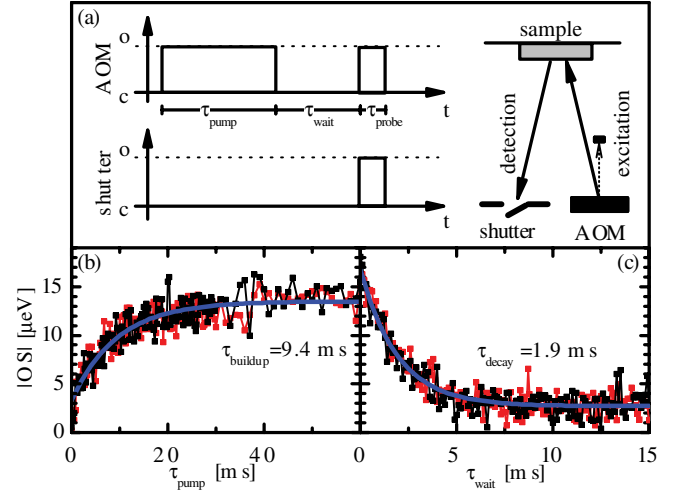 (a)
o
AOM
c
τpump
τwait
τprobe
t
o
shutter
c
t
sample
detection
excitation
shutter
AOM
(b)
(c)
|OS| [µeV]
15
10
5
0
τbuildup=9.4 ms
τdecay=1.9 ms
0 20 40 60 5 10 15
τpump [ms]
τwait [ms]